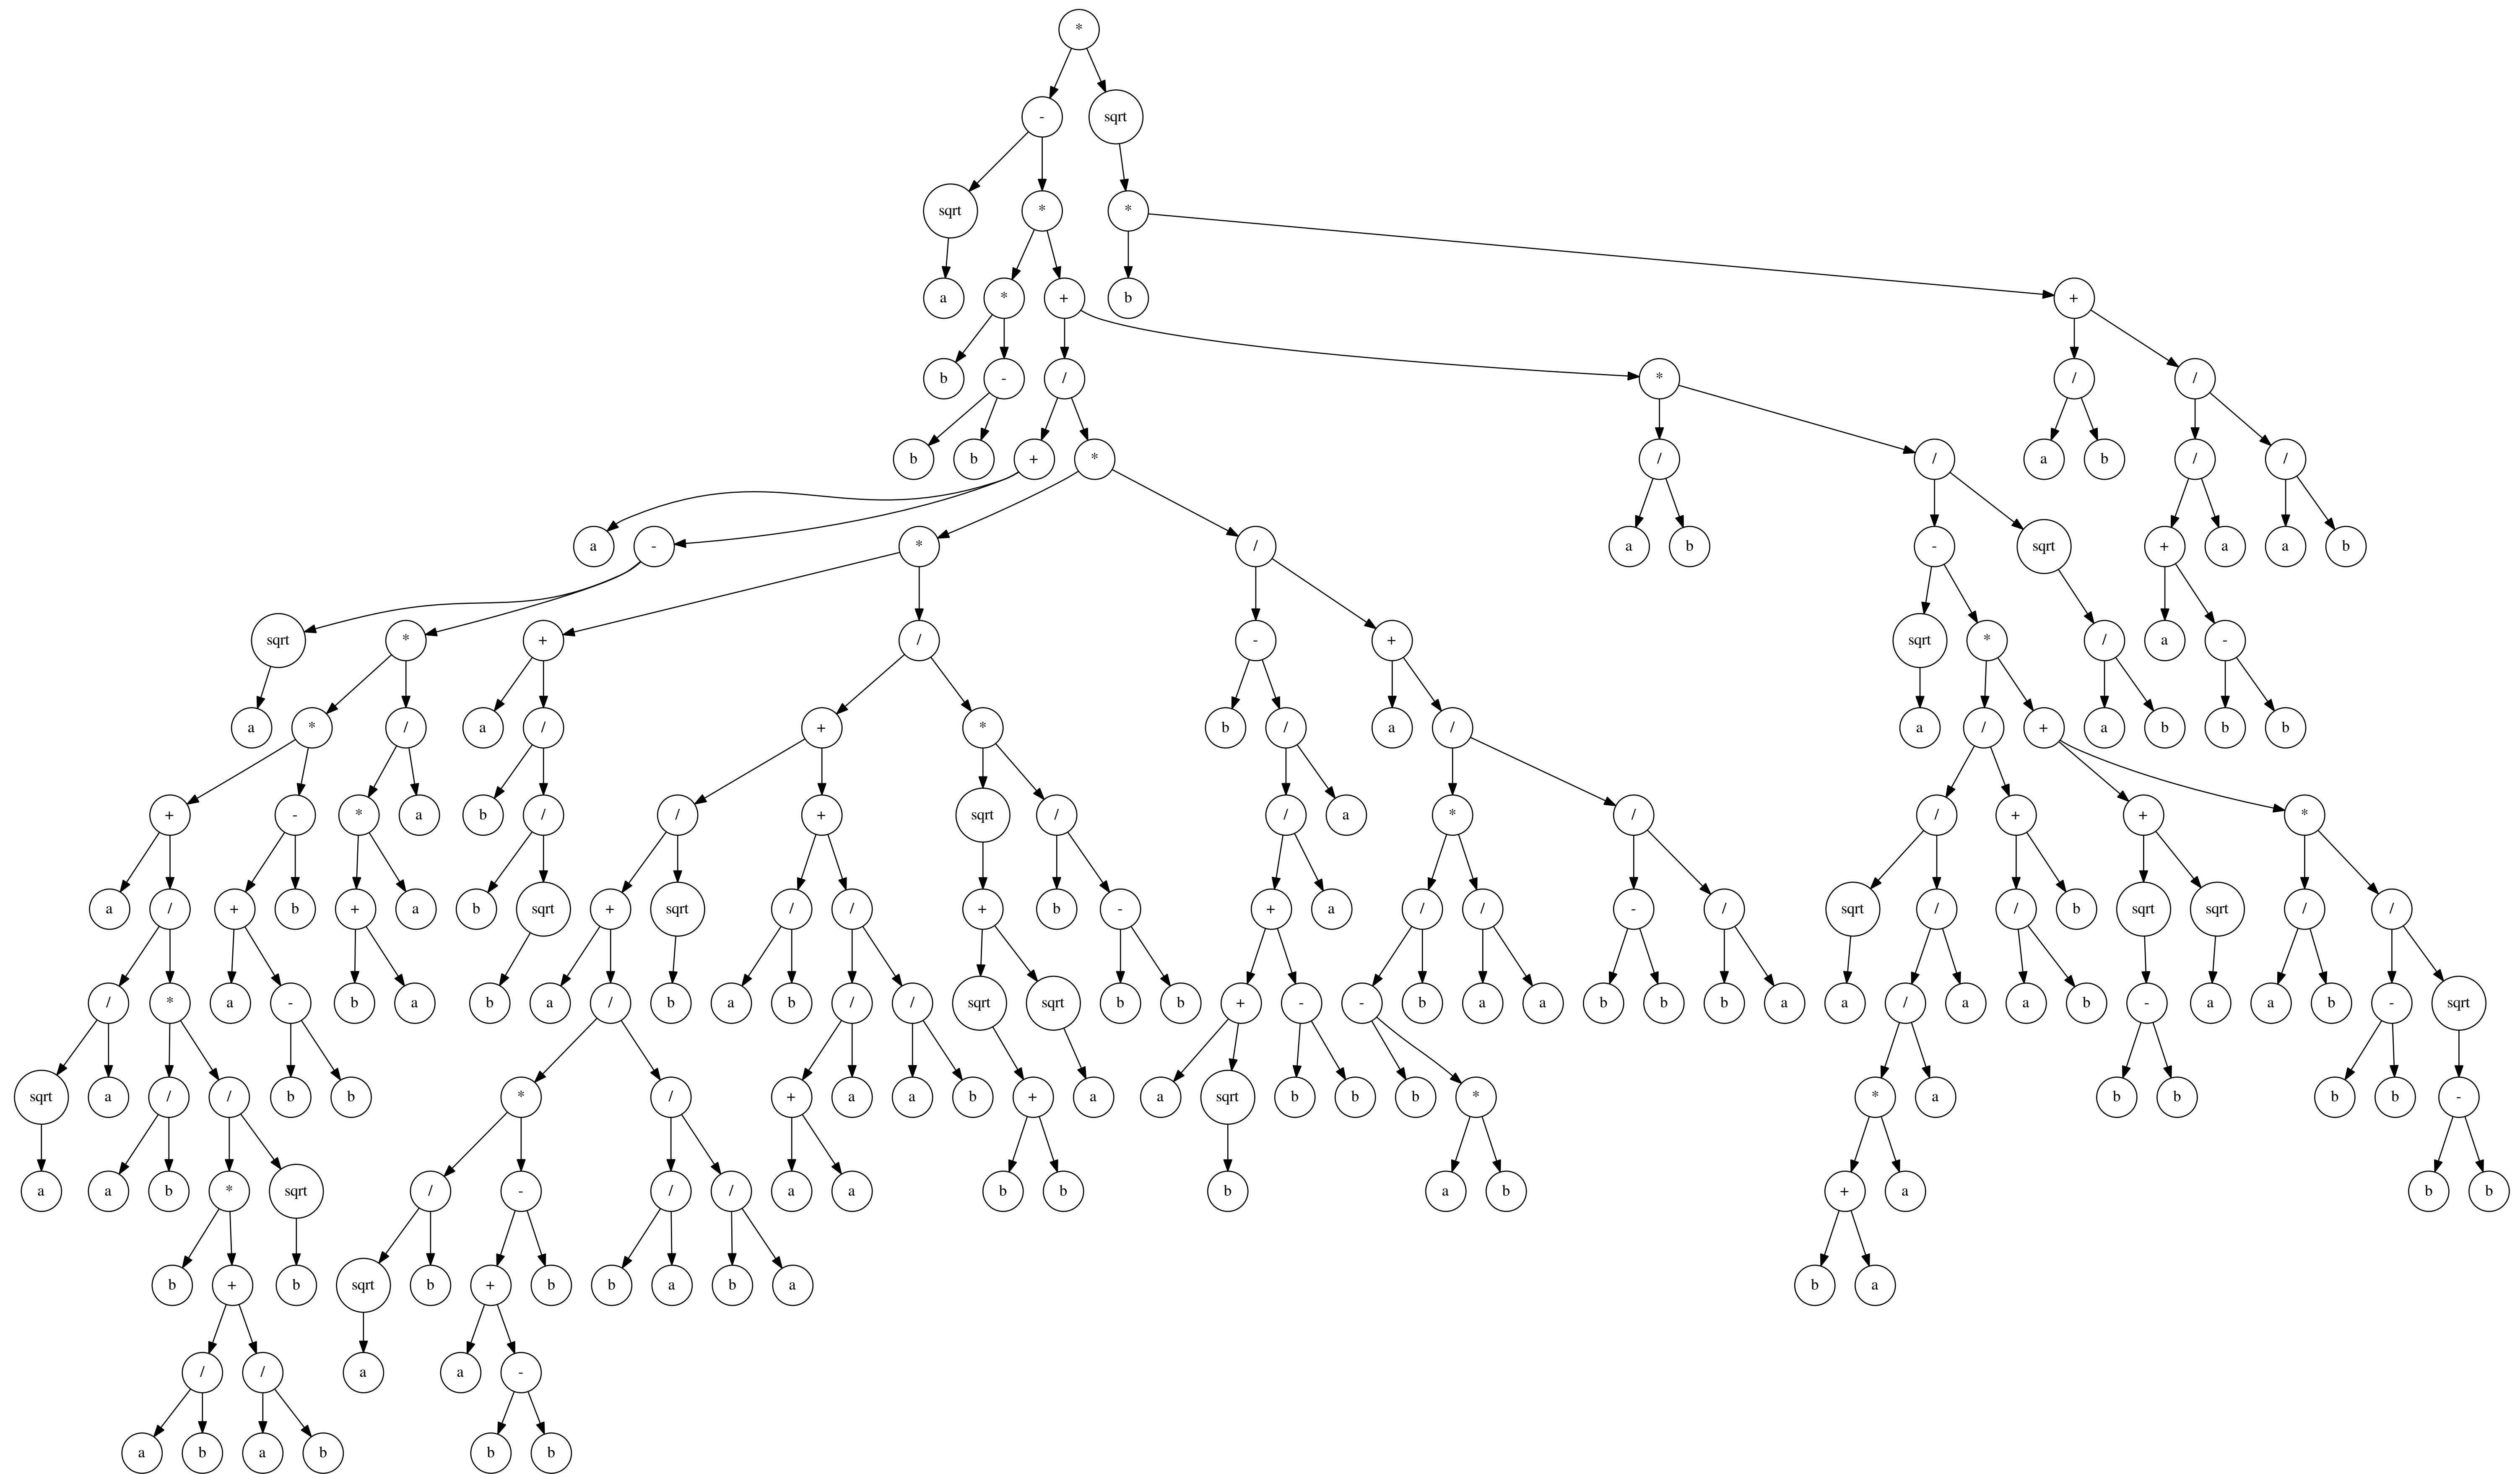 *
- sqrt
sqrt * *
a * + b +
b - / * / /
b b + * / / a b / /
a - * / a b - sqrt + a a b
sqrt * + / - + sqrt * / a -
a * / a / + * b / a / a / + a b b b
+ - * a b / / + sqrt / / a * / / + + *
a / + b + a b sqrt + sqrt / / + b - + a / / - / sqrt / / b sqrt sqrt / /
/ * a - b a b a / b a b / / sqrt sqrt b b + - - b a a b b b a a / a a b - a a b - sqrt
sqrt a / / b b * / + a a b + a a sqrt b b b * * a b b b b -
a a b * sqrt / - / / a a b b b a b + a b b
b + b sqrt b + b b a b a b a
/ / a a -
a b a b b b